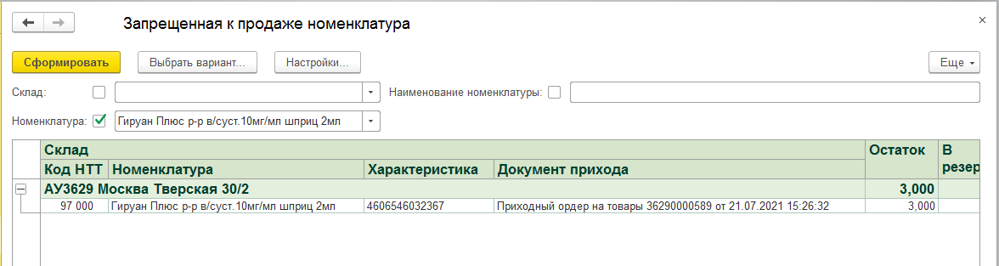 Запрещенная к продаже номенклатура
Сформировать Выбрать вариант... Настройки... Еще
Склад: Наименование номенклатуры:
Номенклатура: Гируан Плюс р-р в/суст.10мг/мл шприц 2мл
Склад Остаток В
Код НТТ Номенклатура Характеристика Документ прихода резер
АУ3629 Москва Тверская 30/2 3,000
97 000 Гируан Плюс р-р в/суст.10мг/мл шприц 2мл 4606546032367 Приходный ордер на товары 36290000589 от 21.07.2021 15:26:32 3,000